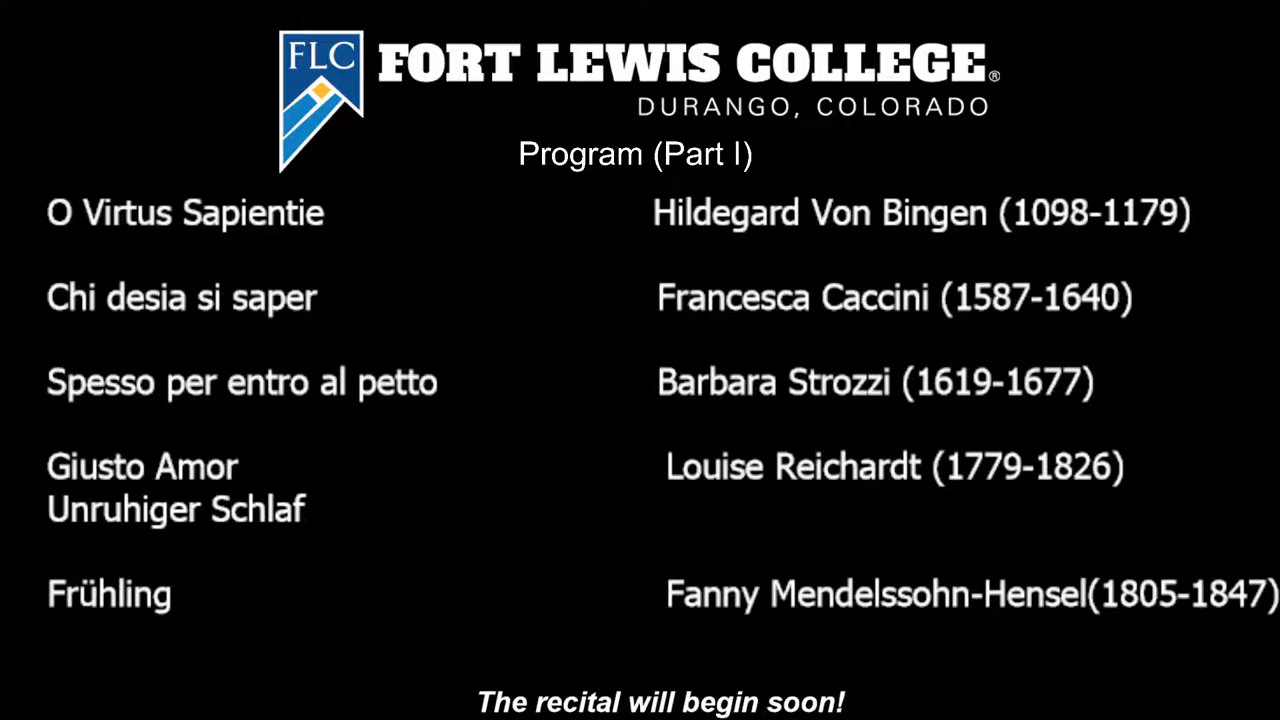 FLC FORT LEWIS COLLEGE®
DURANGO, COLORADO
Program (Part I)
O Virtus Sapientie Hildegard Von Bingen (1098-1179)
Chi desia si saper Francesca Caccini (1587-1640)
Spesso per entro al petto Barbara Strozzi (1619-1677)
Giusto Amor Louise Reichardt (1779-1826)
Unruhiger Schlaf
Frühling Fanny Mendelssohn-Hensel(1805-1847)
The recital will begin soon!